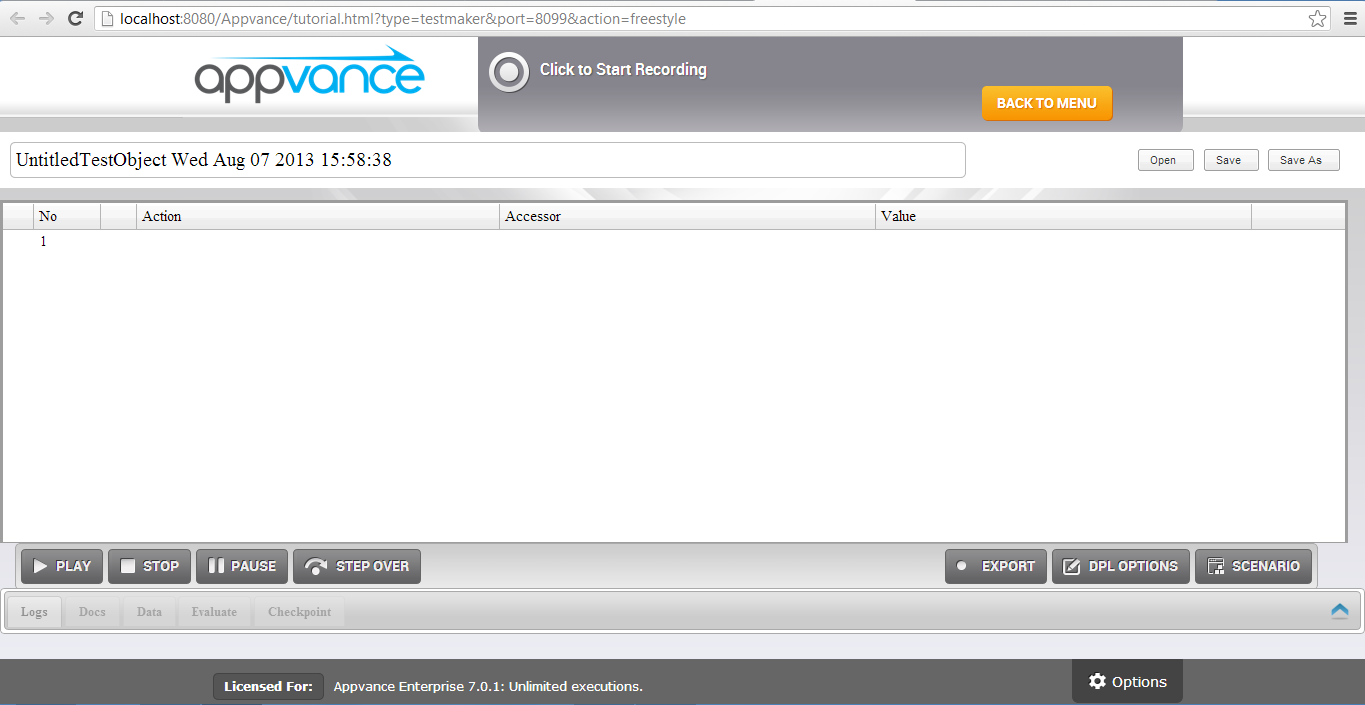 localhost:8080/Appvance/tutorial.html?type=testmaker&port=8099&action=freestyle
appvance
Click to Start Recording
BACK TO MENU
UntitledTestObject Wed Aug 07 2013 15:58:38
Open Save Save As
No Action Accessor Value
1
PLAY STOP PAUSE STEP OVER EXPORT DPL OPTIONS SCENARIO
Logs Docs Data Evaluate Checkpoint
Licensed For: Appvance Enterprise 7.0.1: Unlimited executions. Options